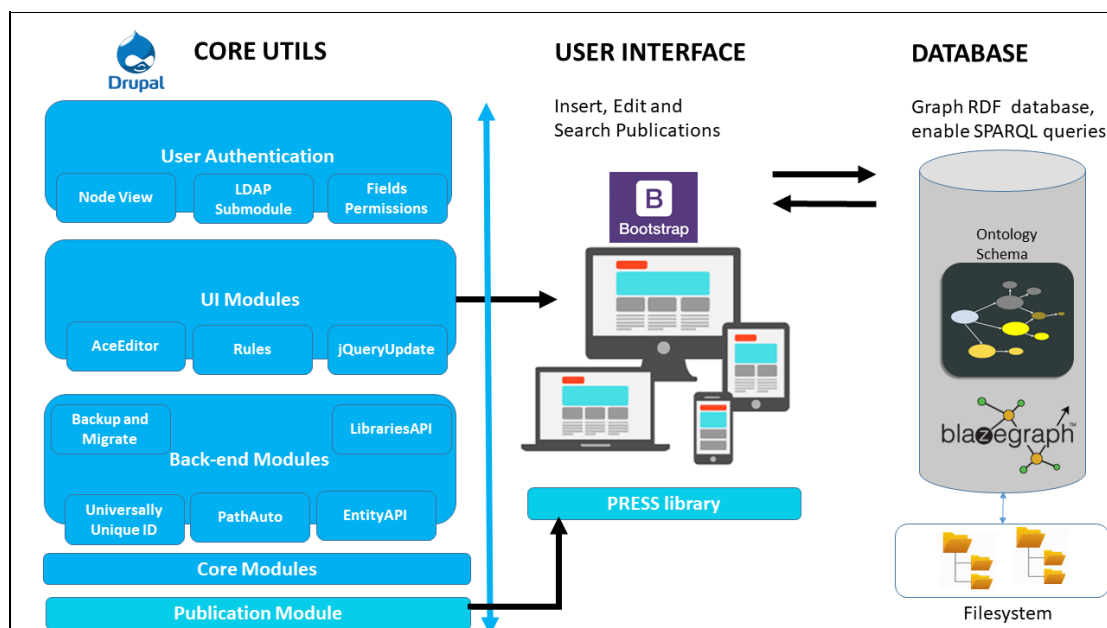 CORE UTILS
Drupal
User Authentication
Node View
LDAP
Submodule
Fields
Permissions
UI Modules
AceEditor
Rules
jQueryUpdate
Backup and
Migrate
LibrariesAPI
Back-end Modules
Universally
Unique ID
PathAuto
EntityAPI
Core Modules
Publication Module
USER INTERFACE
Insert, Edit and
Search Publications
B
Bootstrap
PRESS library
DATABASE
Graph RDF database,
enable SPARQL queries
Ontology
Schema
blazegraph™
Filesystem